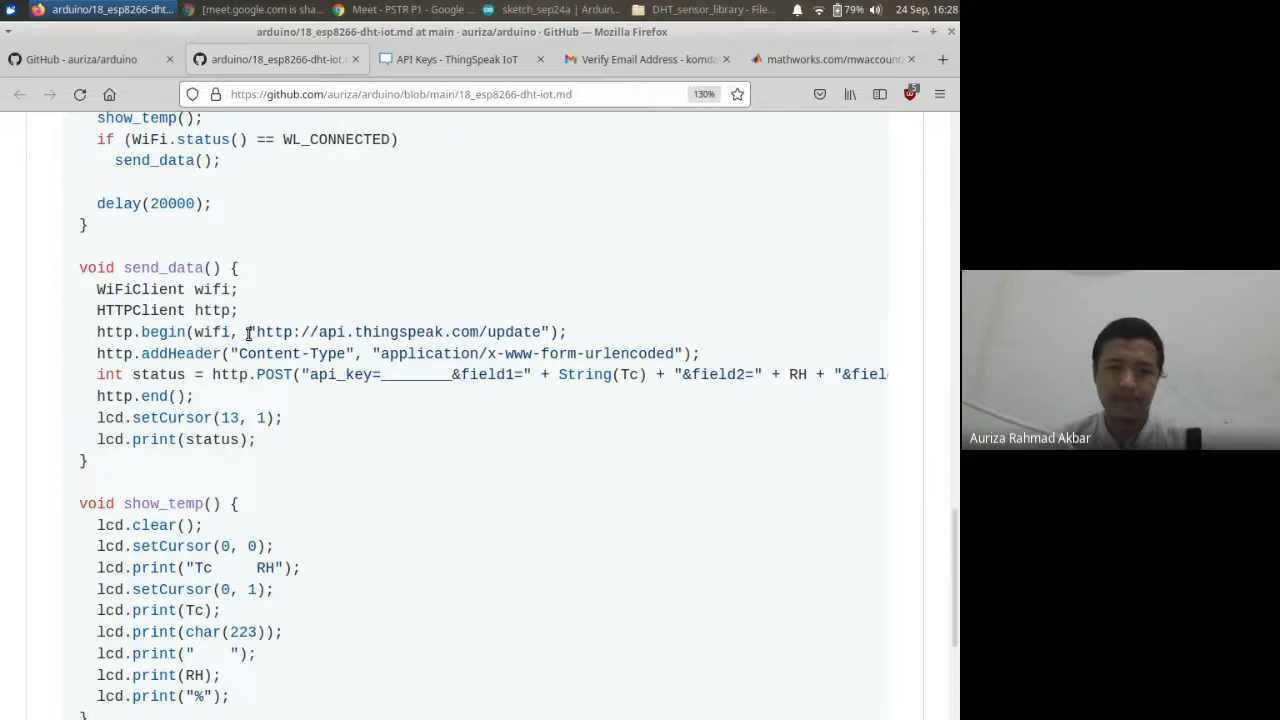 arduino/18_esp8266-dht...
[meet.google.com is sha...
Meet - PSTR P1 - Google ...
sketch_sep24a | Arduin...
DHT_sensor_library - File...
79%
24 Sep, 16:28
arduino/18_esp8266-dht-iot.md at main · auriza/arduino · GitHub — Mozilla Firefox
GitHub - auriza/arduino
arduino/18_esp8266-dht-iot.
API Keys - ThingSpeak IoT
Verify Email Address - komda
mathworks.com/mwaccount
https://github.com/auriza/arduino/blob/main/18_esp8266-dht-iot.md
130%
5
show_temp();
if (WiFi.status() == WL_CONNECTED)
send_data();
delay(20000);
}
void send_data() {
WiFiClient wifi;
HTTPClient http;
http.begin(wifi, "http://api.thingspeak.com/update");
http.addHeader("Content-Type", "application/x-www-form-urlencoded");
int status = http.POST("api_key=________&field1=" + String(Tc) + "&field2=" + RH + "&fiel
http.end();
lcd.setCursor(13, 1);
lcd.print(status);
}
void show_temp() {
lcd.clear();
lcd.setCursor(0, 0);
lcd.print("Tc     RH");
lcd.setCursor(0, 1);
lcd.print(Tc);
lcd.print(char(223));
lcd.print("    ");
lcd.print(RH);
lcd.print("%");
}
Auriza Rahmad Akbar